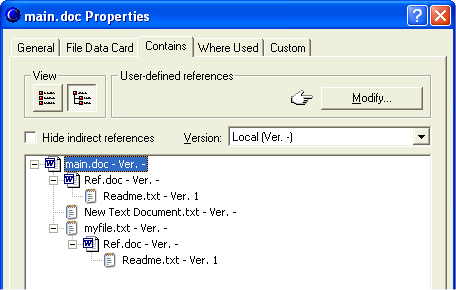 main.doc Properties
General File Data Card Contains Where Used Custom
View User-defined references
Modify...
Hide indirect references Version: Local (Ver. -)
main.doc - Ver. -
Ref.doc - Ver. -
Readme.txt - Ver. 1
New Text Document.txt - Ver. -
myfile.txt - Ver. -
Ref.doc - Ver. -
Readme.txt - Ver. 1